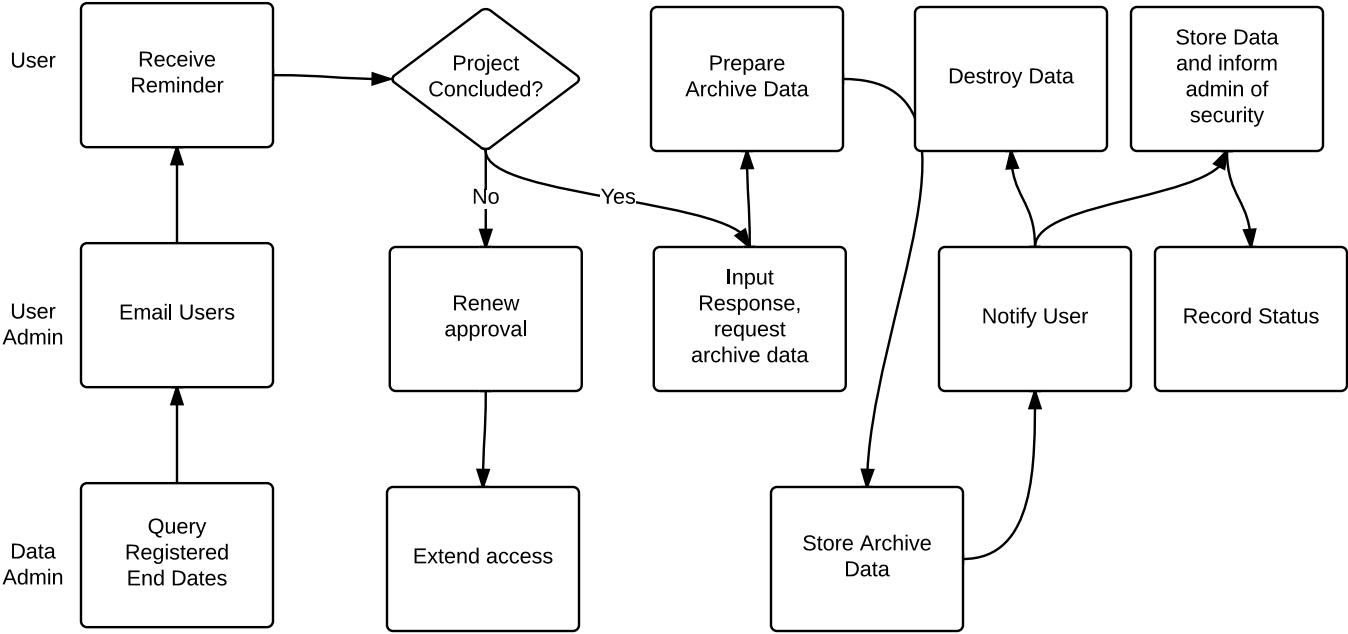 User
Receive
Reminder
Project
Concluded?
Prepare
Archive Data
Destroy Data
Store Data
and inform
admin of
security
No
Yes
User
Admin
Email Users
Renew
approval
Input
Response,
request
archive data
Notify User
Record Status
Data
Admin
Query
Registered
End Dates
Extend access
Store Archive
Data